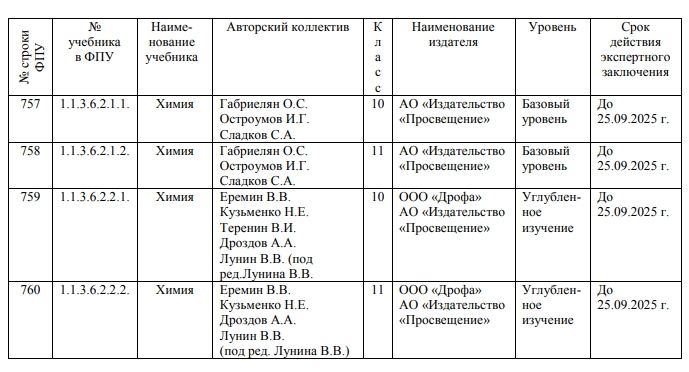 № строки ФПУ | № учебника в ФПУ | Наиме-нование учебника | Авторский коллектив | Класс | Наименование издателя | Уровень | Срок действия экспертного заключения
757 | 1.1.3.6.2.1.1. | Химия | Габриелян О.С. | 10 | АО «Издательство | Базовый | До
Остроумов И.Г. | «Просвещение» | уровень | 25.09.2025 г.
Сладков С.А.
758 | 1.1.3.6.2.1.2. | Химия | Габриелян О.С. | 11 | АО «Издательство | Базовый | До
Остроумов И.Г. | «Просвещение» | уровень | 25.09.2025 г.
Сладков С.А.
759 | 1.1.3.6.2.2.1. | Химия | Еремин В.В. | 10 | ООО «Дрофа» | Углублен- | До
Кузьменко Н.Е. | АО «Издательство | ное | 25.09.2025 г.
Теренин В.И. | «Просвещение» | изучение
Дроздов А.А.
Лунин В.В. (под
ред.Лунина В.В.
760 | 1.1.3.6.2.2.2. | Химия | Еремин В.В. | 11 | ООО «Дрофа» | Углублен- | До
Кузьменко Н.Е. | АО «Издательство | ное | 25.09.2025 г.
Дроздов А.А. | «Просвещение» | изучение
Лунин В.В.
(под ред. Лунина В.В.)